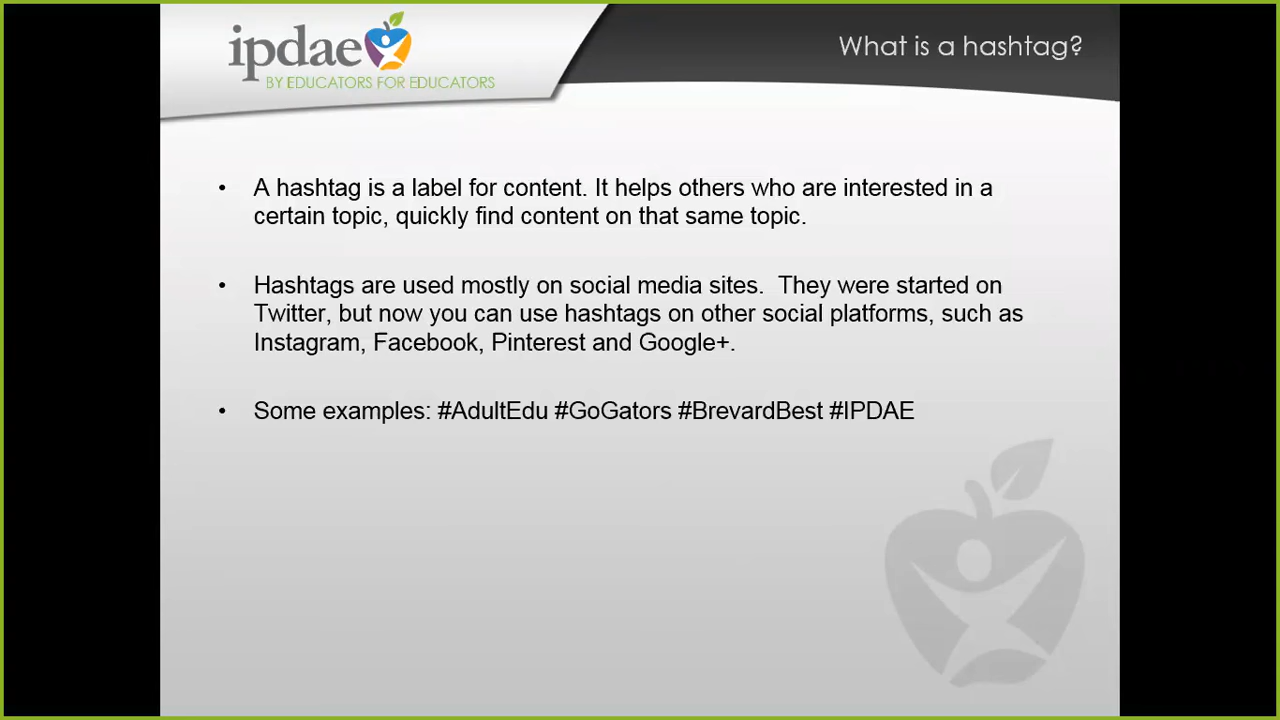 ipdae
BY EDUCATORS FOR EDUCATORS
What is a hashtag?
• A hashtag is a label for content. It helps others who are interested in a
certain topic, quickly find content on that same topic.
• Hashtags are used mostly on social media sites.  They were started on
Twitter, but now you can use hashtags on other social platforms, such as
Instagram, Facebook, Pinterest and Google+.
• Some examples: #AdultEdu #GoGators #BrevardBest #IPDAE